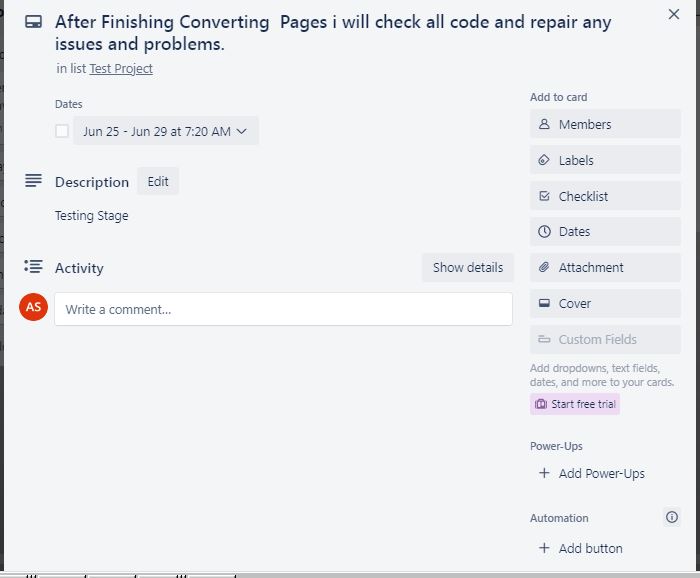 After Finishing Converting  Pages i will check all code and repair any
issues and problems.
in list Test Project
Dates
Jun 25 - Jun 29 at 7:20 AM
Description
Edit
Testing Stage
Activity
Show details
AS
Write a comment...
Add to card
Members
Labels
Checklist
Dates
Attachment
Cover
Custom Fields
Add dropdowns, text fields,
dates, and more to your cards.
Start free trial
Power-Ups
+ Add Power-Ups
Automation
+ Add button